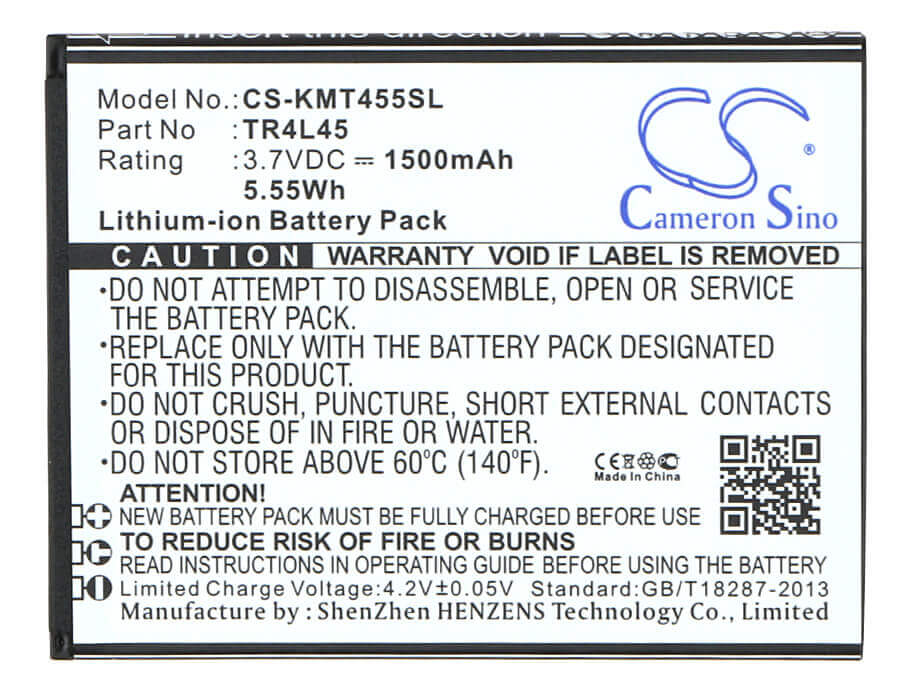 Insert this direction
Model No.: CS-KMT455SL
Part No : TR4L45
Rating : 3.7VDC ⎓ 1500mAh
5.55Wh
Lithium-ion Battery Pack
®
Cameron Sino
CAUTION WARRANTY VOID IF LABEL IS REMOVED
•DO NOT ATTEMPT TO DISASSEMBLE, OPEN OR SERVICE
THE BATTERY PACK.
•REPLACE ONLY WITH THE BATTERY PACK DESIGNATED
FOR THIS PRODUCT.
•DO NOT CRUSH, PUNCTURE, SHORT EXTERNAL CONTACTS
OR DISPOSE OF IN FIRE OR WATER.
•DO NOT STORE ABOVE 60°C (140°F).
CE
Made In China
ATTENTION!
NEW BATTERY PACK MUST BE FULLY CHARGED BEFORE USE
TO REDUCE RISK OF FIRE OR BURNS
READ INSTRUCTIONS IN OPERATING GUIDE BEFORE USING THE BATTERY
Limited Charge Voltage:4.2V±0.05V Standard:GB/T18287-2013
Manufacture by: ShenZhen HENZENS Technology Co., Limited
+
C
I